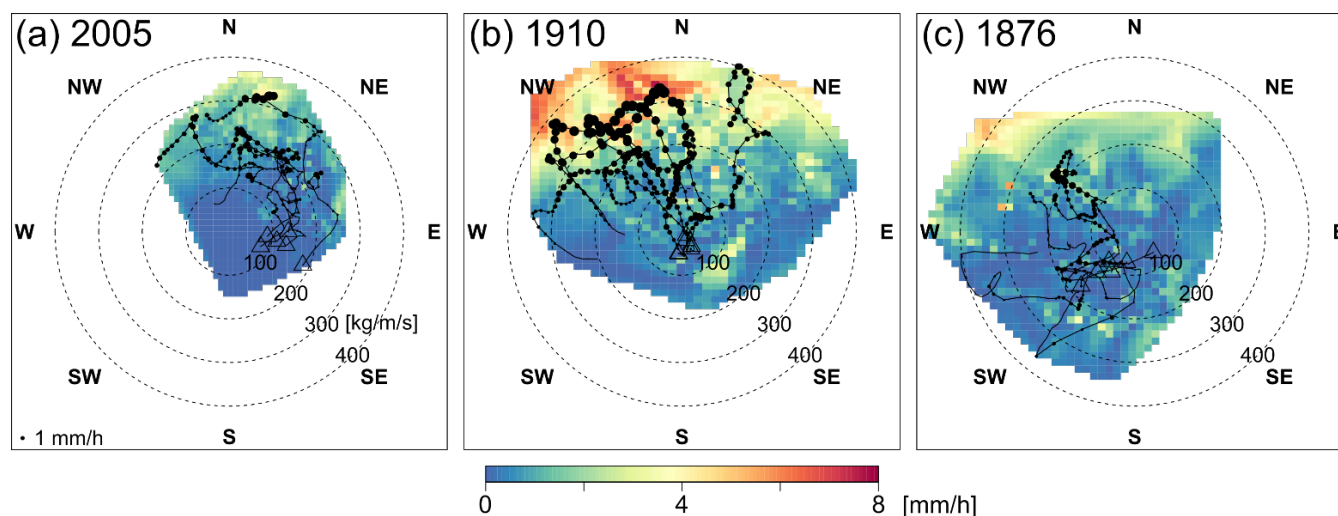 (a) 2005
N
NW
NE
W
E
100
200
300 [kg/m/s]
400
SW
SE
S
• 1 mm/h
(b) 1910
N
NW
NE
W
E
100
200
300
400
SW
SE
S
(c) 1876
N
NW
NE
W
E
100
200
300
400
SW
SE
S
0
4
8
[mm/h]